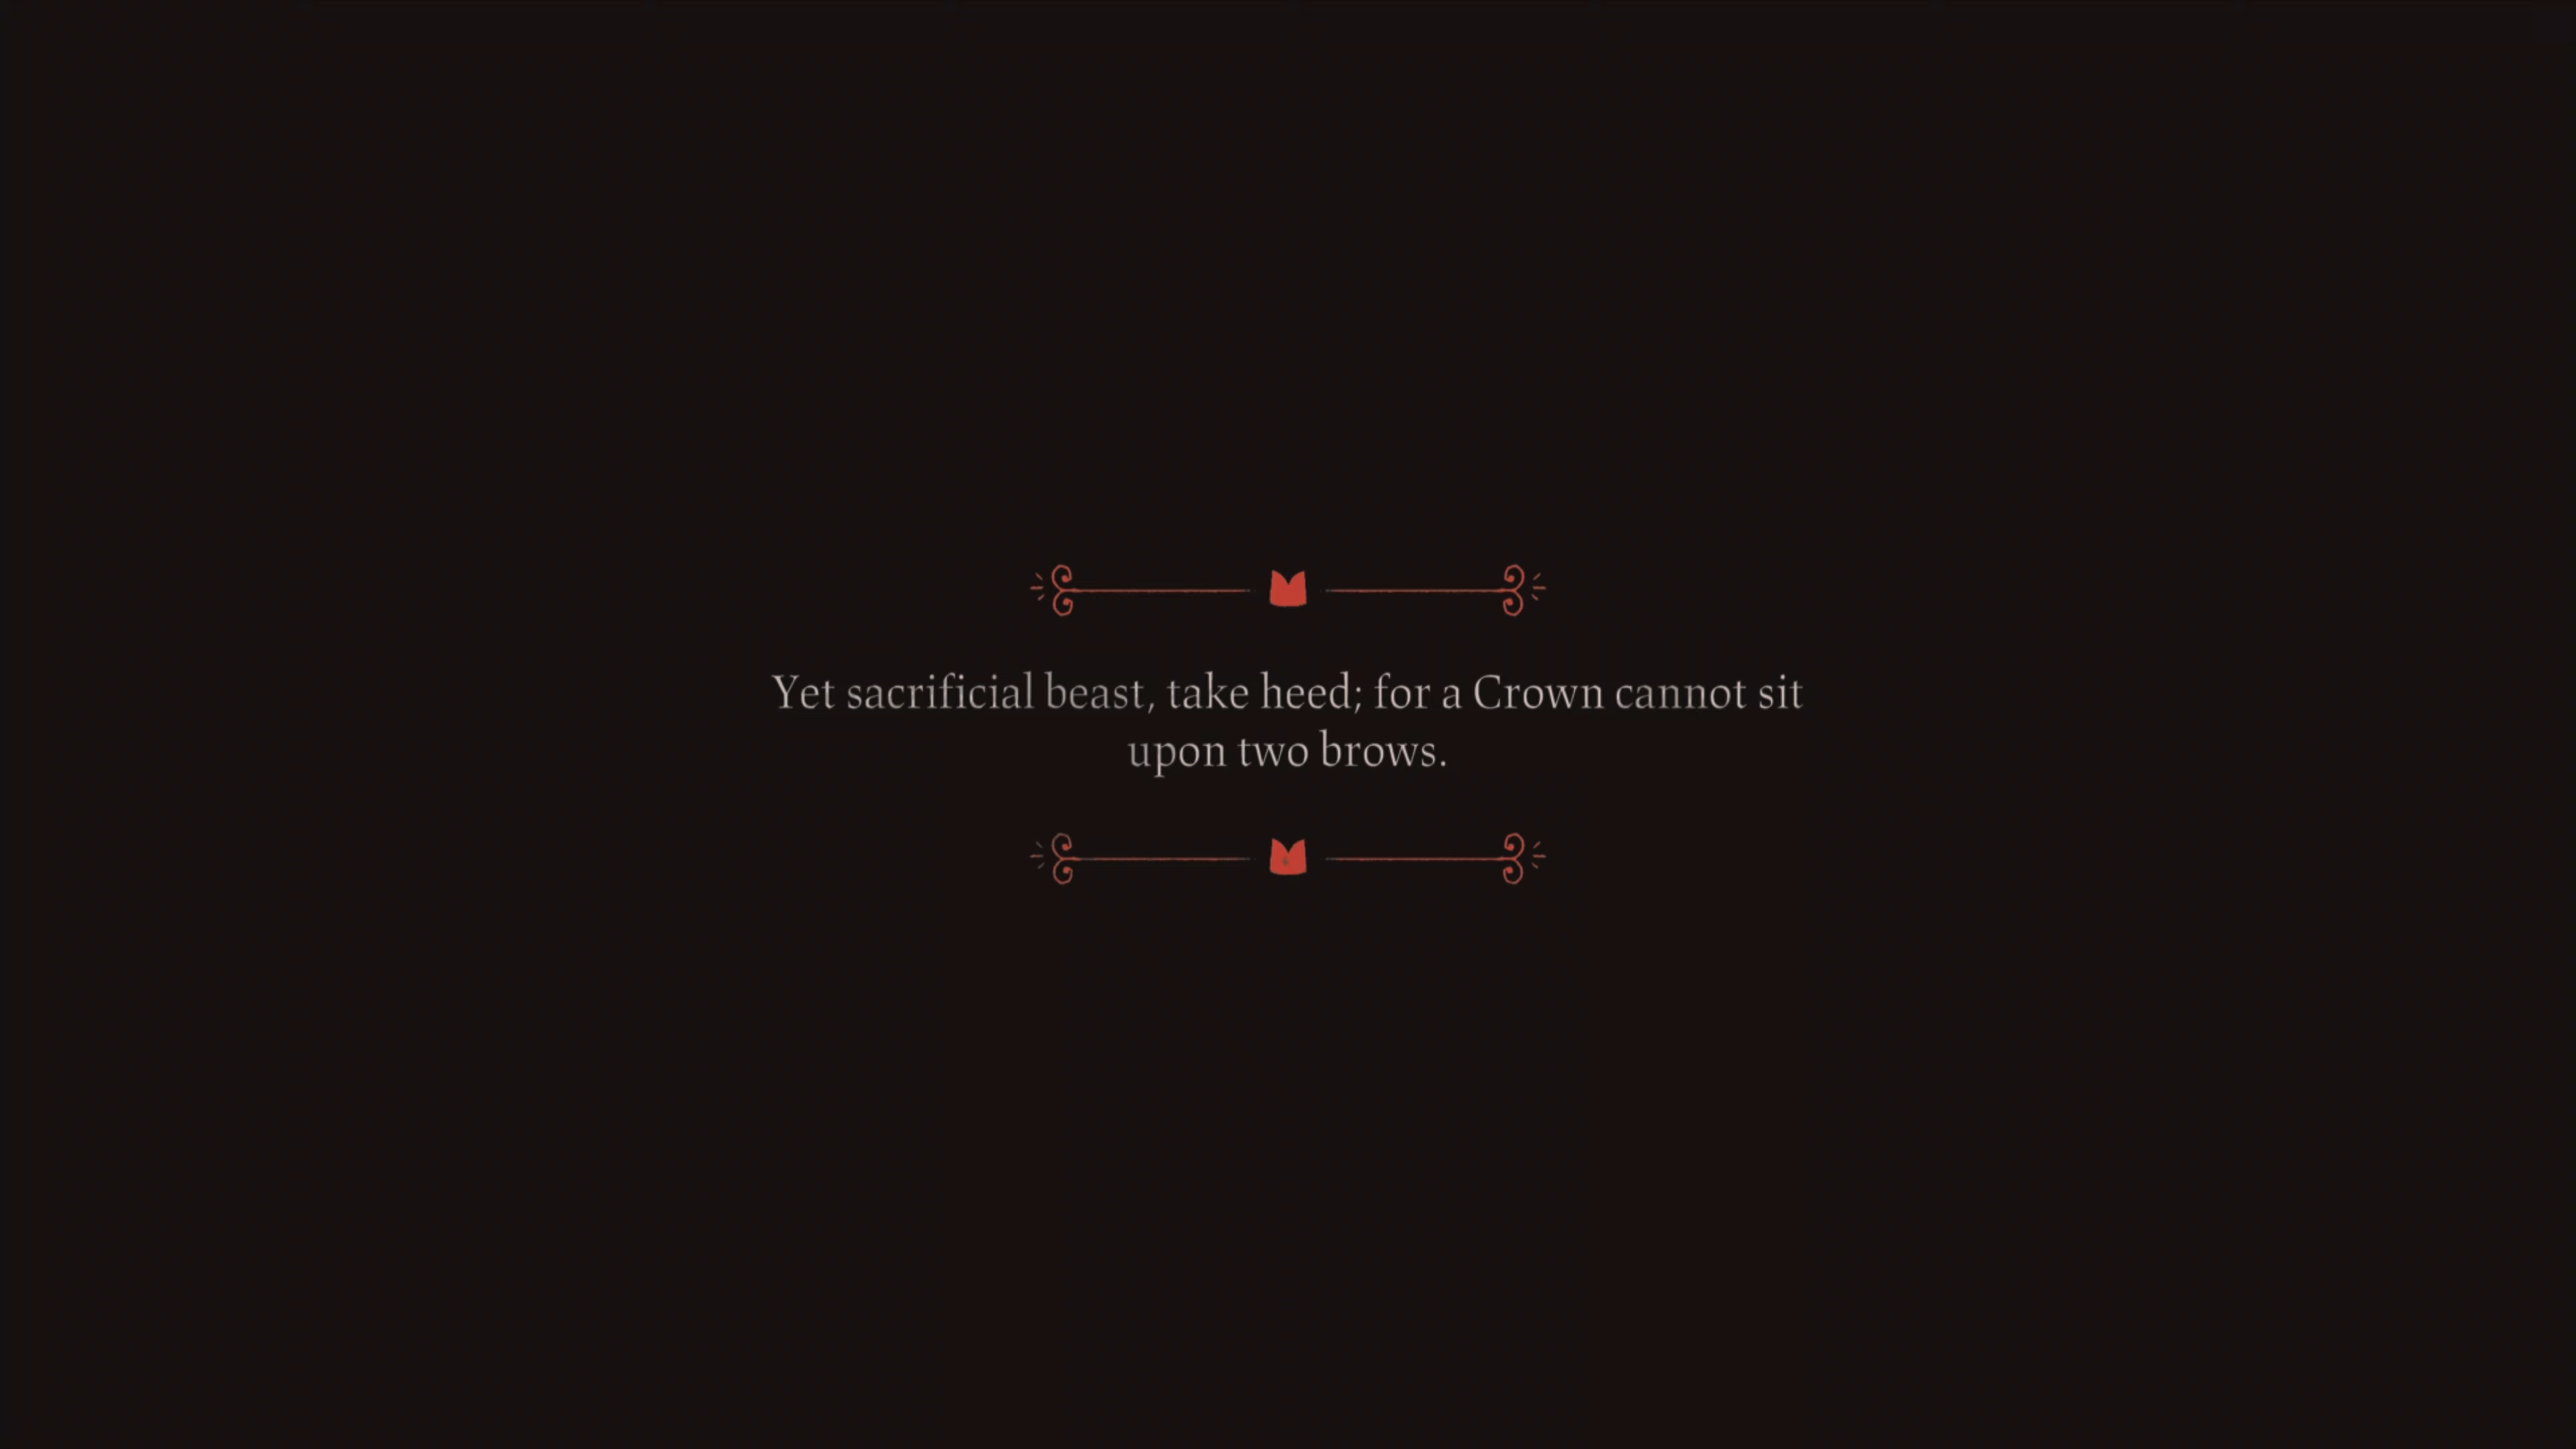 Yet sacrificial beast, take heed; for a Crown cannot sit
upon two brows.